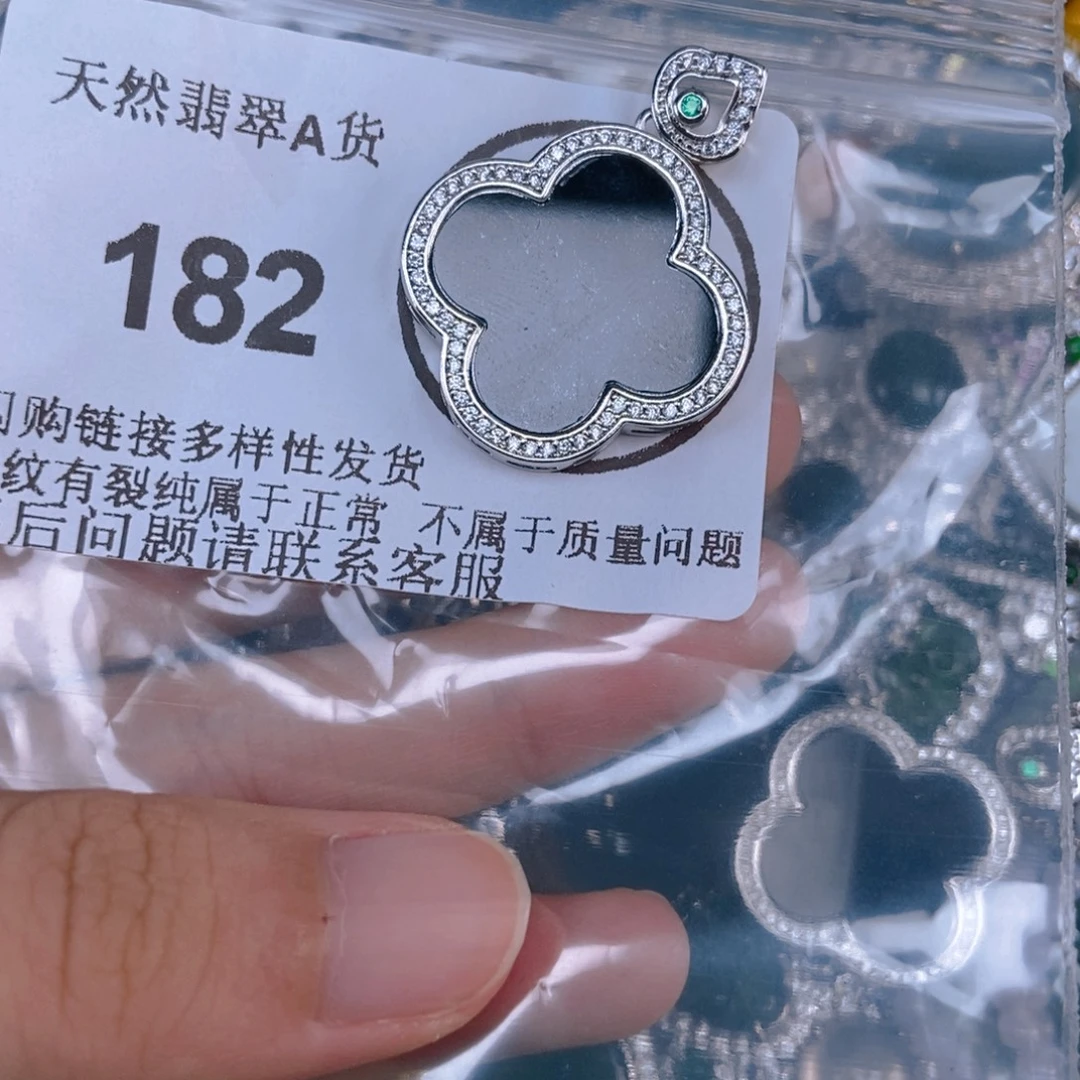 天然翡翠A货
182
购链接多样性发货
纹有裂纯属于正常 不属于质量问题
后问题请联系客服